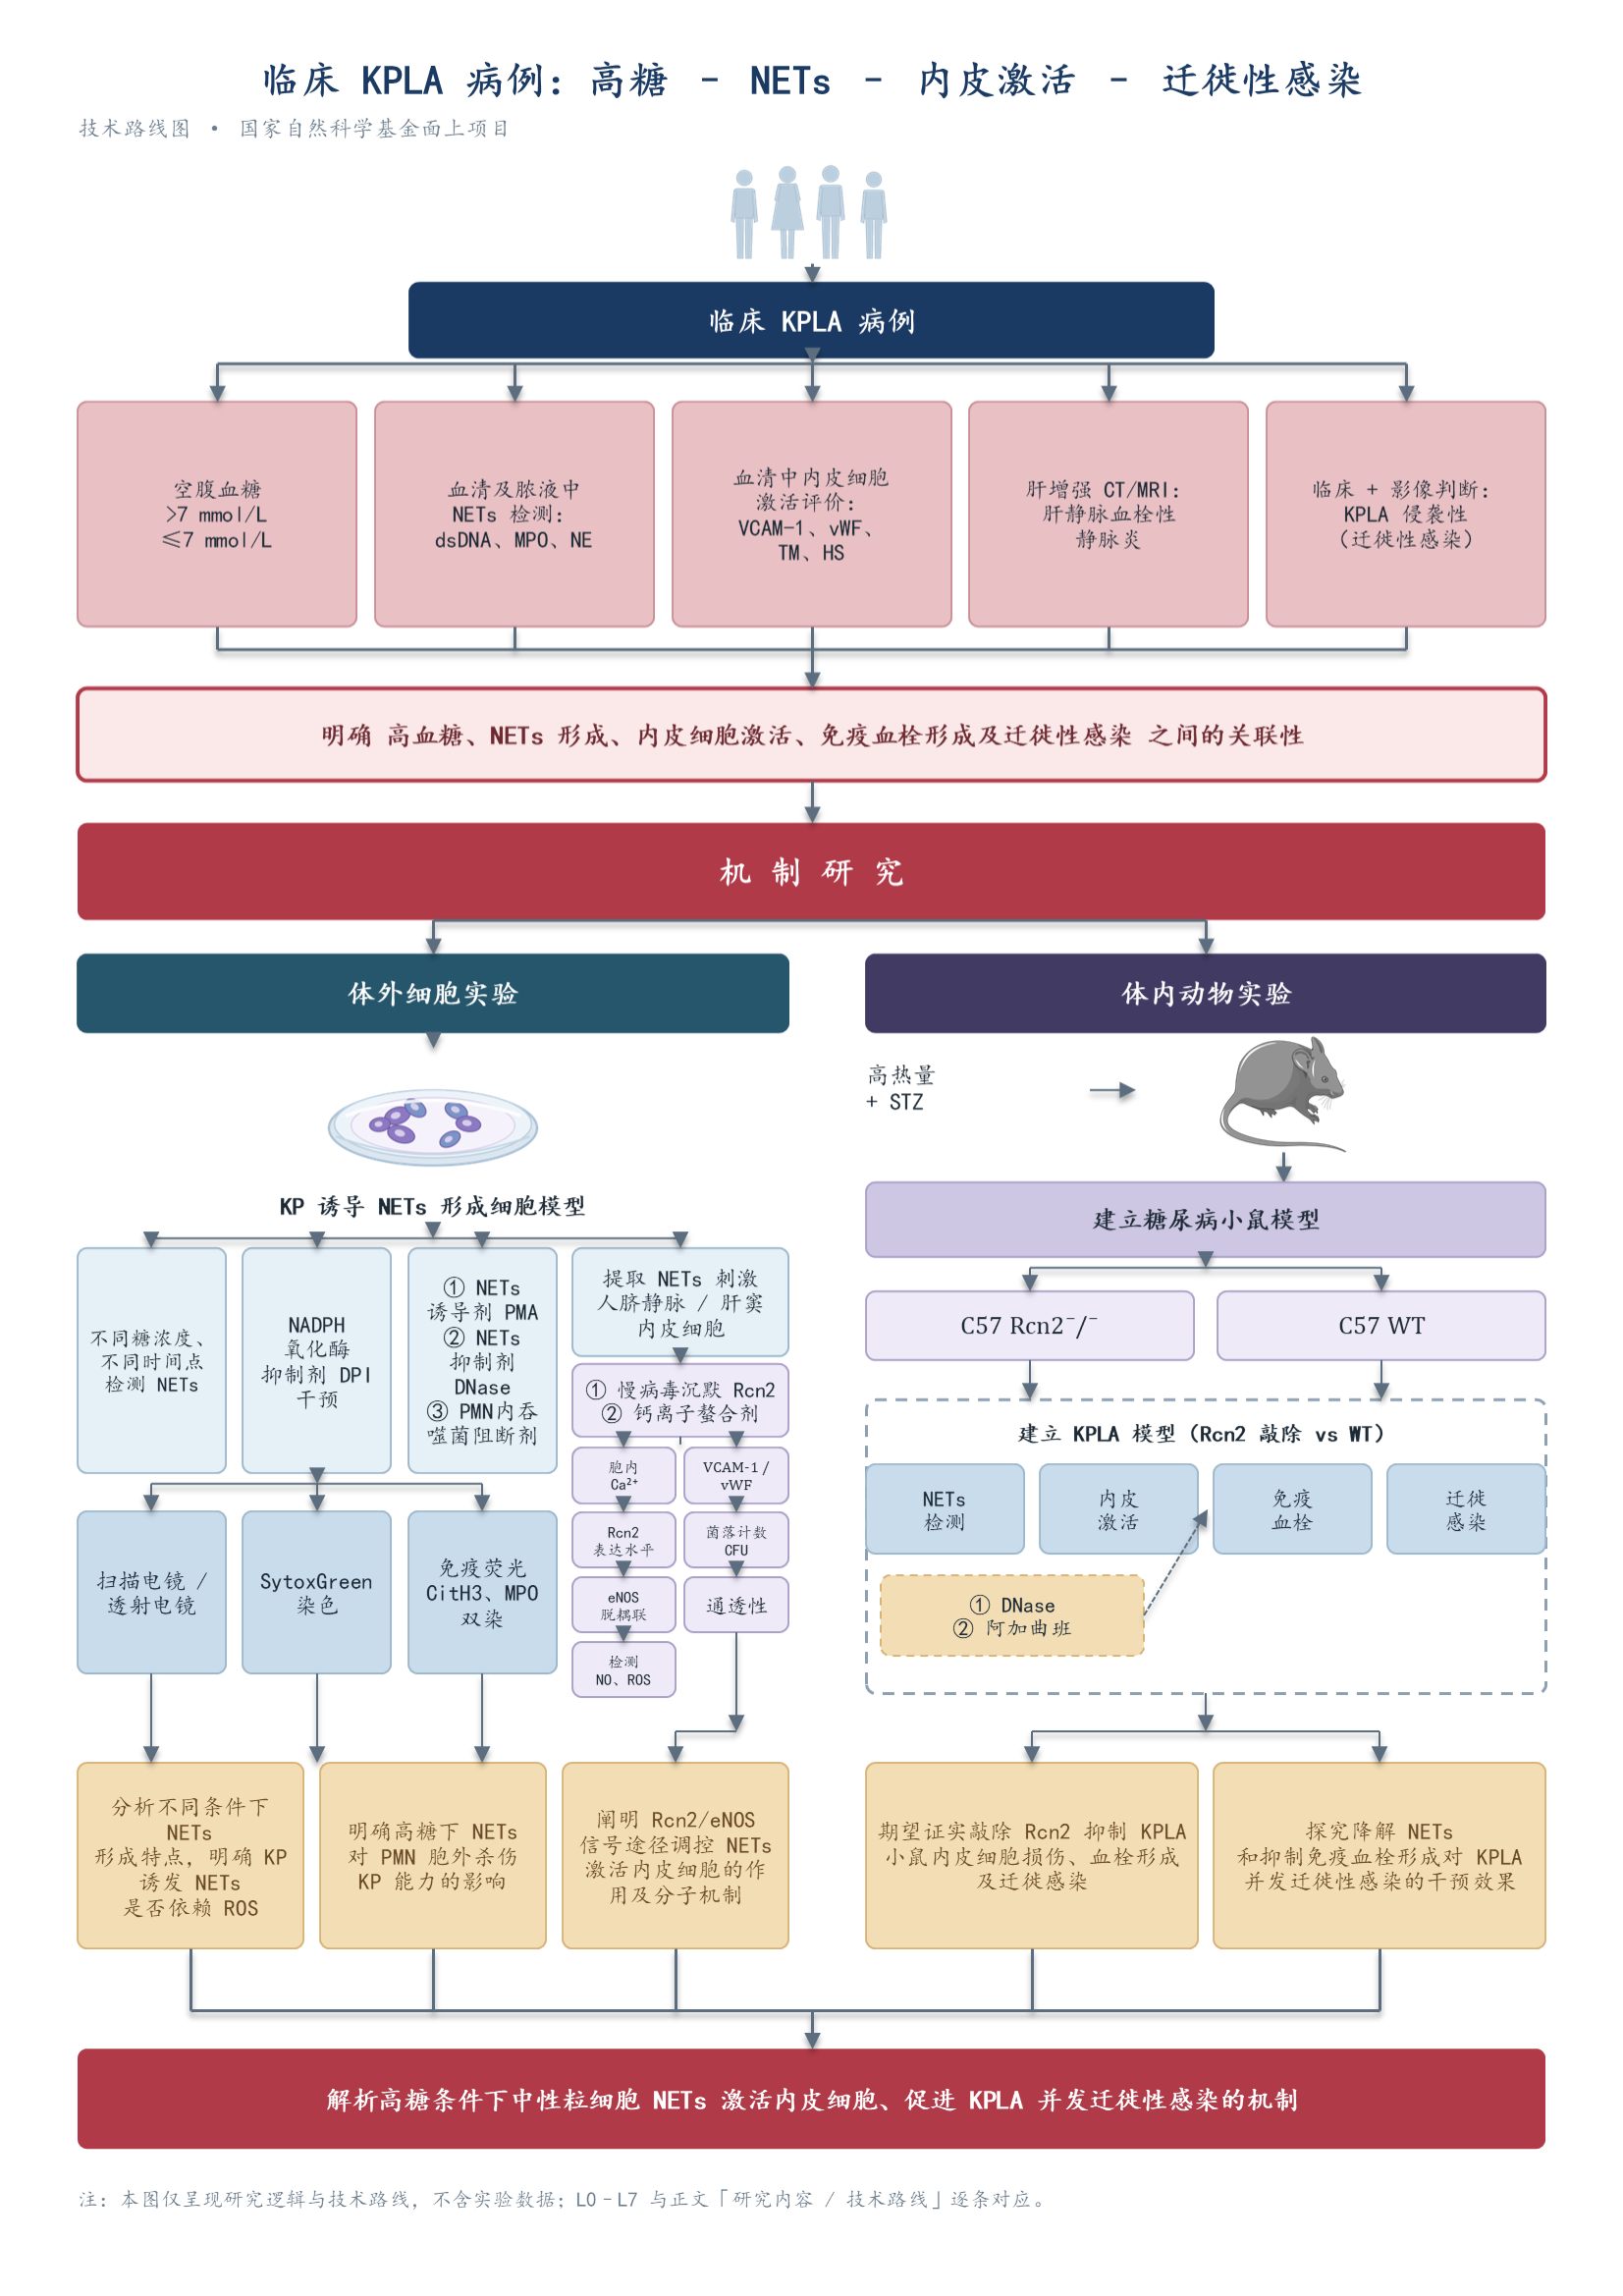 临床 KPLA 病例：高糖 – NETs – 内皮激活 – 迁徙性感染
技术路线图 • 国家自然科学基金面上项目
临床 KPLA 病例
空腹血糖
>7 mmol/L
≤7 mmol/L
血清及脓液中
NETs 检测：
dsDNA、MPO、NE
血清中内皮细胞
激活评价：
VCAM-1、vWF、
TM、HS
肝增强 CT/MRI：
肝静脉血栓性
静脉炎
临床 + 影像判断：
KPLA 侵袭性
（迁徙性感染）
明确 高血糖、NETs 形成、内皮细胞激活、免疫血栓形成及迁徙性感染 之间的关联性
机 制 研 究
体外细胞实验
KP 诱导 NETs 形成细胞模型
不同糖浓度、
不同时间点
检测 NETs
NADPH
氧化酶
抑制剂 DPI
干预
① NETs
诱导剂 PMA
② NETs
抑制剂
DNase
③ PMN内吞
噬菌阻断剂
提取 NETs 刺激
人脐静脉 / 肝窦
内皮细胞
① 慢病毒沉默 Rcn2
② 钙离子螯合剂
胞内
Ca²⁺
VCAM-1 /
vWF
Rcn2
表达水平
菌落计数
CFU
eNOS
脱耦联
通透性
检测
NO、ROS
扫描电镜 /
透射电镜
SytoxGreen
染色
免疫荧光
CitH3、MPO
双染
体内动物实验
高热量
+ STZ
建立糖尿病小鼠模型
C57 Rcn2⁻/⁻
C57 WT
建立 KPLA 模型（Rcn2 敲除 vs WT）
NETs
检测
内皮
激活
免疫
血栓
迁徙
感染
① DNase
② 阿加曲班
分析不同条件下
NETs
形成特点，明确 KP
诱发 NETs
是否依赖 ROS
明确高糖下 NETs
对 PMN 胞外杀伤
KP 能力的影响
阐明 Rcn2/eNOS
信号途径调控 NETs
激活内皮细胞的作
用及分子机制
期望证实敲除 Rcn2 抑制 KPLA
小鼠内皮细胞损伤、血栓形成
及迁徙感染
探究降解 NETs
和抑制免疫血栓形成对 KPLA
并发迁徙性感染的干预效果
解析高糖条件下中性粒细胞 NETs 激活内皮细胞、促进 KPLA 并发迁徙性感染的机制
注：本图仅呈现研究逻辑与技术路线，不含实验数据；L0–L7 与正文「研究内容 / 技术路线」逐条对应。